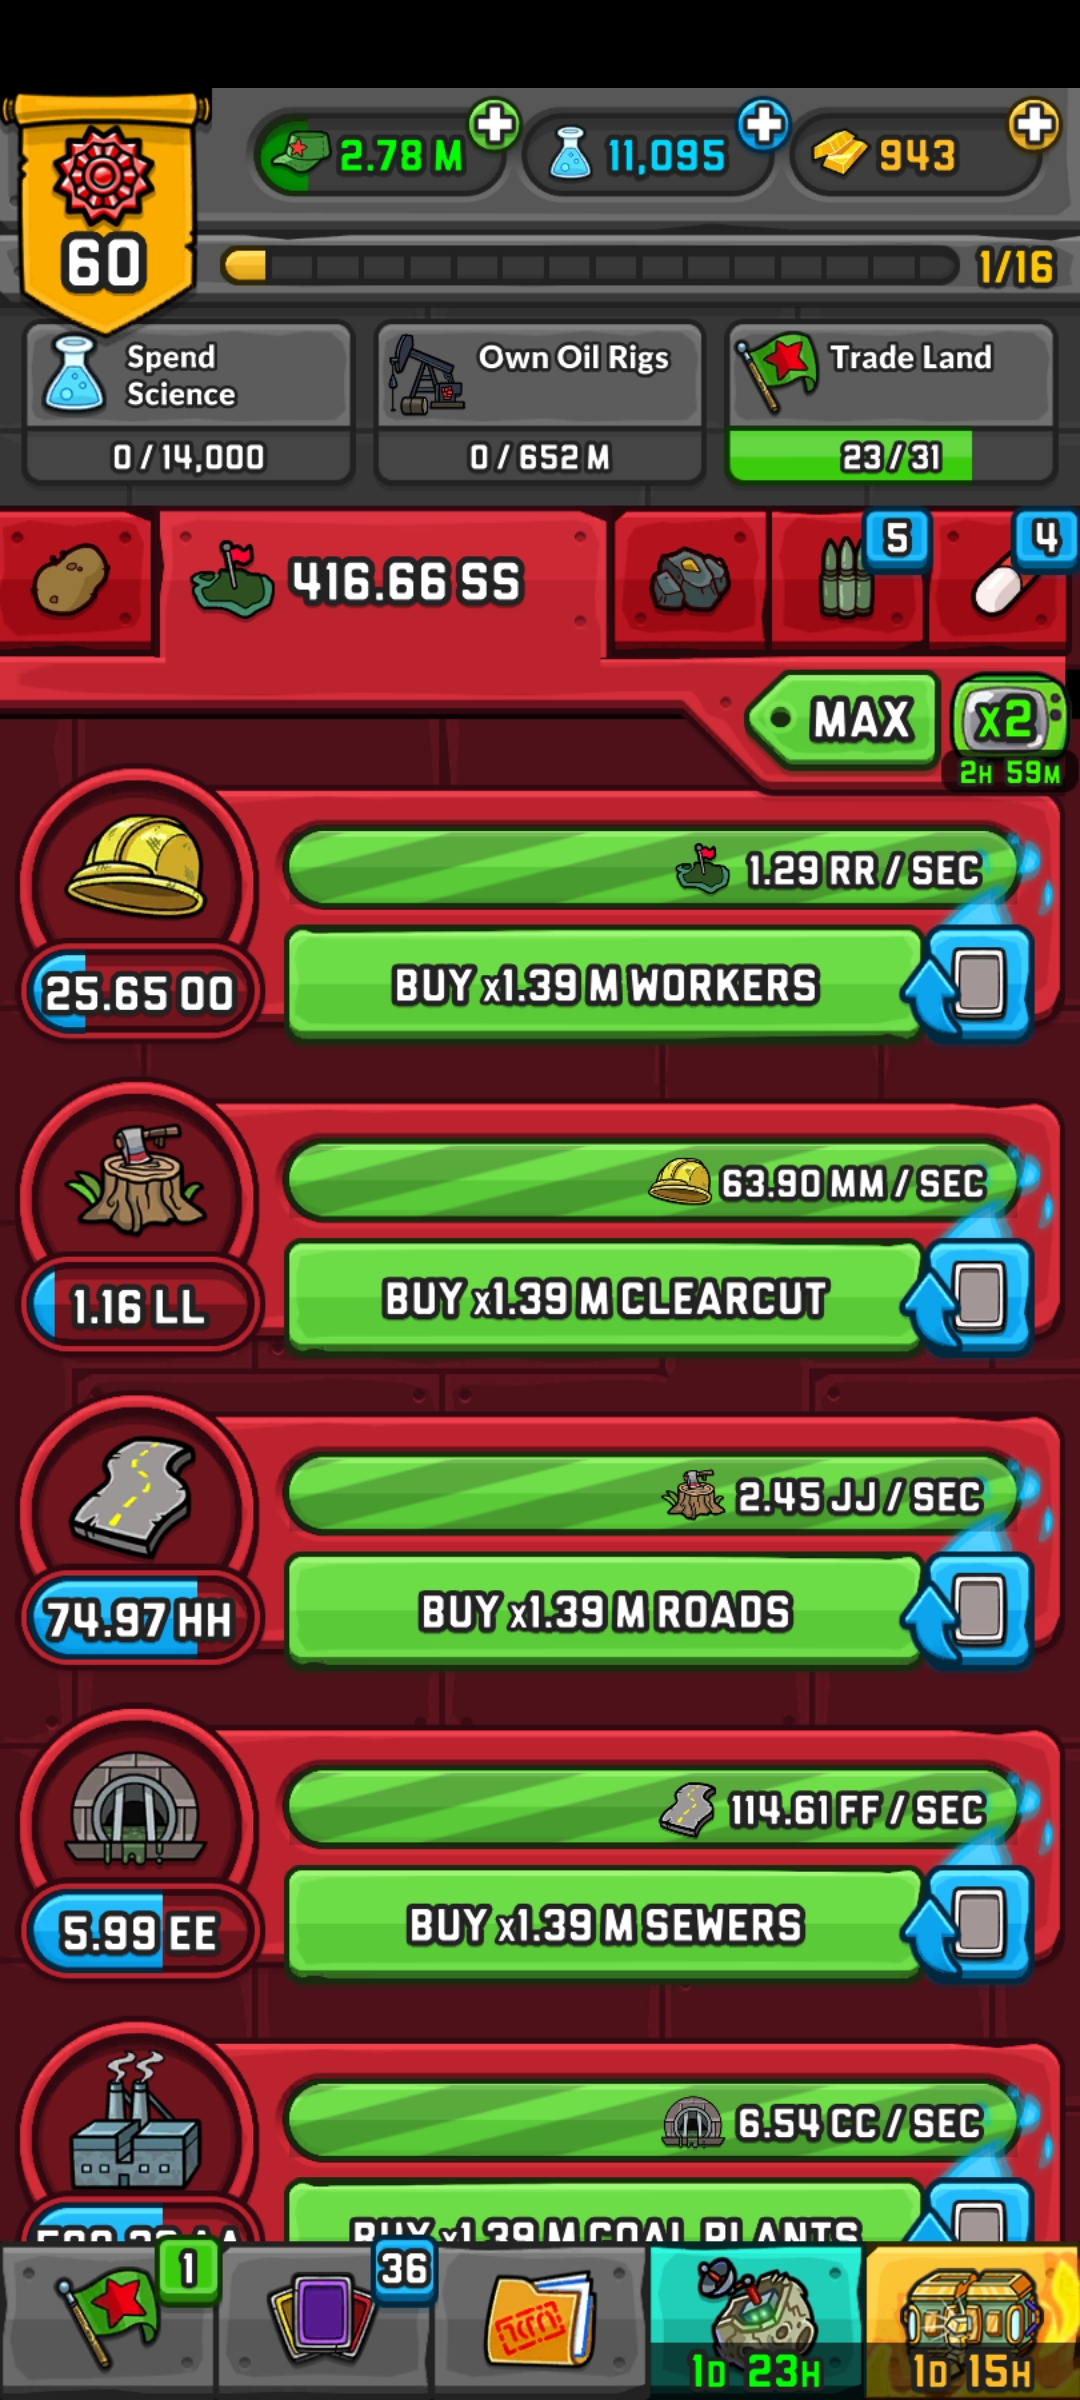 60
2.78 M
11,095
943
1/16
Spend
Science
0/14,000
Own Oil Rigs
0/652 M
Trade Land
23/31
416.66 SS
5
4
MAX
x2
2H 59M
1.29 RR / SEC
25.65 OO
BUY x1.39 M WORKERS
63.90 MM / SEC
1.16 LL
BUY x1.39 M CLEARCUT
2.45 JJ / SEC
74.97 HH
BUY x1.39 M ROADS
114.61 FF / SEC
5.99 EE
BUY x1.39 M SEWERS
6.54 CC / SEC
BUY x1.39 M COAL PLANTS
1
36
1D 23H
1D 15H